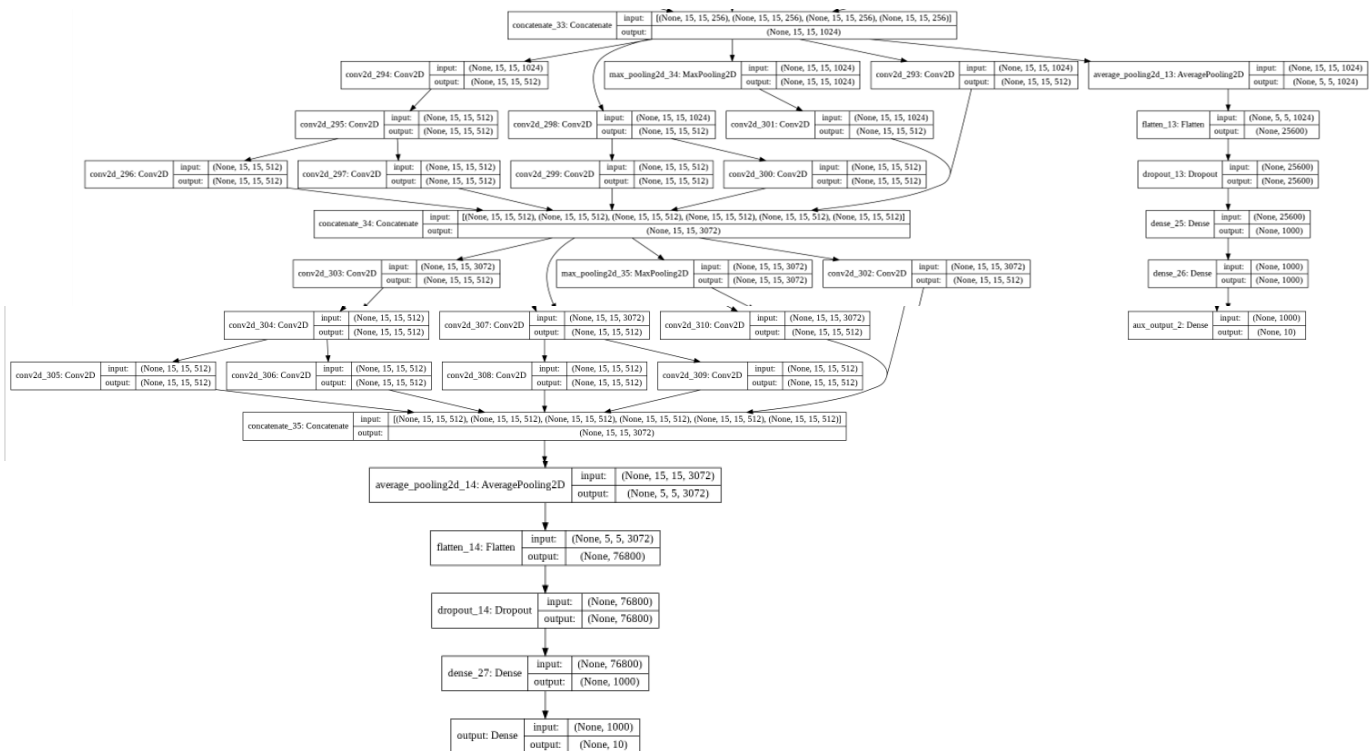 concatenate_33: Concatenate
input: [(None, 15, 15, 256), (None, 15, 15, 256), (None, 15, 15, 256), (None, 15, 15, 256)]
output: (None, 15, 15, 1024)
conv2d_294: Conv2D
input: (None, 15, 15, 1024)
output: (None, 15, 15, 512)
max_pooling2d_34: MaxPooling2D
input: (None, 15, 15, 1024)
output: (None, 15, 15, 1024)
conv2d_293: Conv2D
input: (None, 15, 15, 1024)
output: (None, 15, 15, 512)
average_pooling2d_13: AveragePooling2D
input: (None, 15, 15, 1024)
output: (None, 5, 5, 1024)
conv2d_295: Conv2D
input: (None, 15, 15, 512)
output: (None, 15, 15, 512)
conv2d_298: Conv2D
input: (None, 15, 15, 1024)
output: (None, 15, 15, 512)
conv2d_301: Conv2D
input: (None, 15, 15, 1024)
output: (None, 15, 15, 512)
flatten_13: Flatten
input: (None, 5, 5, 1024)
output: (None, 25600)
conv2d_296: Conv2D
input: (None, 15, 15, 512)
output: (None, 15, 15, 512)
conv2d_297: Conv2D
input: (None, 15, 15, 512)
output: (None, 15, 15, 512)
conv2d_299: Conv2D
input: (None, 15, 15, 512)
output: (None, 15, 15, 512)
conv2d_300: Conv2D
input: (None, 15, 15, 512)
output: (None, 15, 15, 512)
dropout_13: Dropout
input: (None, 25600)
output: (None, 25600)
concatenate_34: Concatenate
input: [(None, 15, 15, 512), (None, 15, 15, 512), (None, 15, 15, 512), (None, 15, 15, 512), (None, 15, 15, 512), (None, 15, 15, 512)]
output: (None, 15, 15, 3072)
dense_25: Dense
input: (None, 25600)
output: (None, 1000)
conv2d_303: Conv2D
input: (None, 15, 15, 3072)
output: (None, 15, 15, 512)
max_pooling2d_35: MaxPooling2D
input: (None, 15, 15, 3072)
output: (None, 15, 15, 3072)
conv2d_302: Conv2D
input: (None, 15, 15, 3072)
output: (None, 15, 15, 512)
dense_26: Dense
input: (None, 1000)
output: (None, 1000)
conv2d_304: Conv2D
input: (None, 15, 15, 512)
output: (None, 15, 15, 512)
conv2d_307: Conv2D
input: (None, 15, 15, 3072)
output: (None, 15, 15, 512)
conv2d_310: Conv2D
input: (None, 15, 15, 3072)
output: (None, 15, 15, 512)
aux_output_2: Dense
input: (None, 1000)
output: (None, 10)
conv2d_305: Conv2D
input: (None, 15, 15, 512)
output: (None, 15, 15, 512)
conv2d_306: Conv2D
input: (None, 15, 15, 512)
output: (None, 15, 15, 512)
conv2d_308: Conv2D
input: (None, 15, 15, 512)
output: (None, 15, 15, 512)
conv2d_309: Conv2D
input: (None, 15, 15, 512)
output: (None, 15, 15, 512)
concatenate_35: Concatenate
input: [(None, 15, 15, 512), (None, 15, 15, 512), (None, 15, 15, 512), (None, 15, 15, 512), (None, 15, 15, 512), (None, 15, 15, 512)]
output: (None, 15, 15, 3072)
average_pooling2d_14: AveragePooling2D
input: (None, 15, 15, 3072)
output: (None, 5, 5, 3072)
flatten_14: Flatten
input: (None, 5, 5, 3072)
output: (None, 76800)
dropout_14: Dropout
input: (None, 76800)
output: (None, 76800)
dense_27: Dense
input: (None, 76800)
output: (None, 1000)
output: Dense
input: (None, 1000)
output: (None, 10)